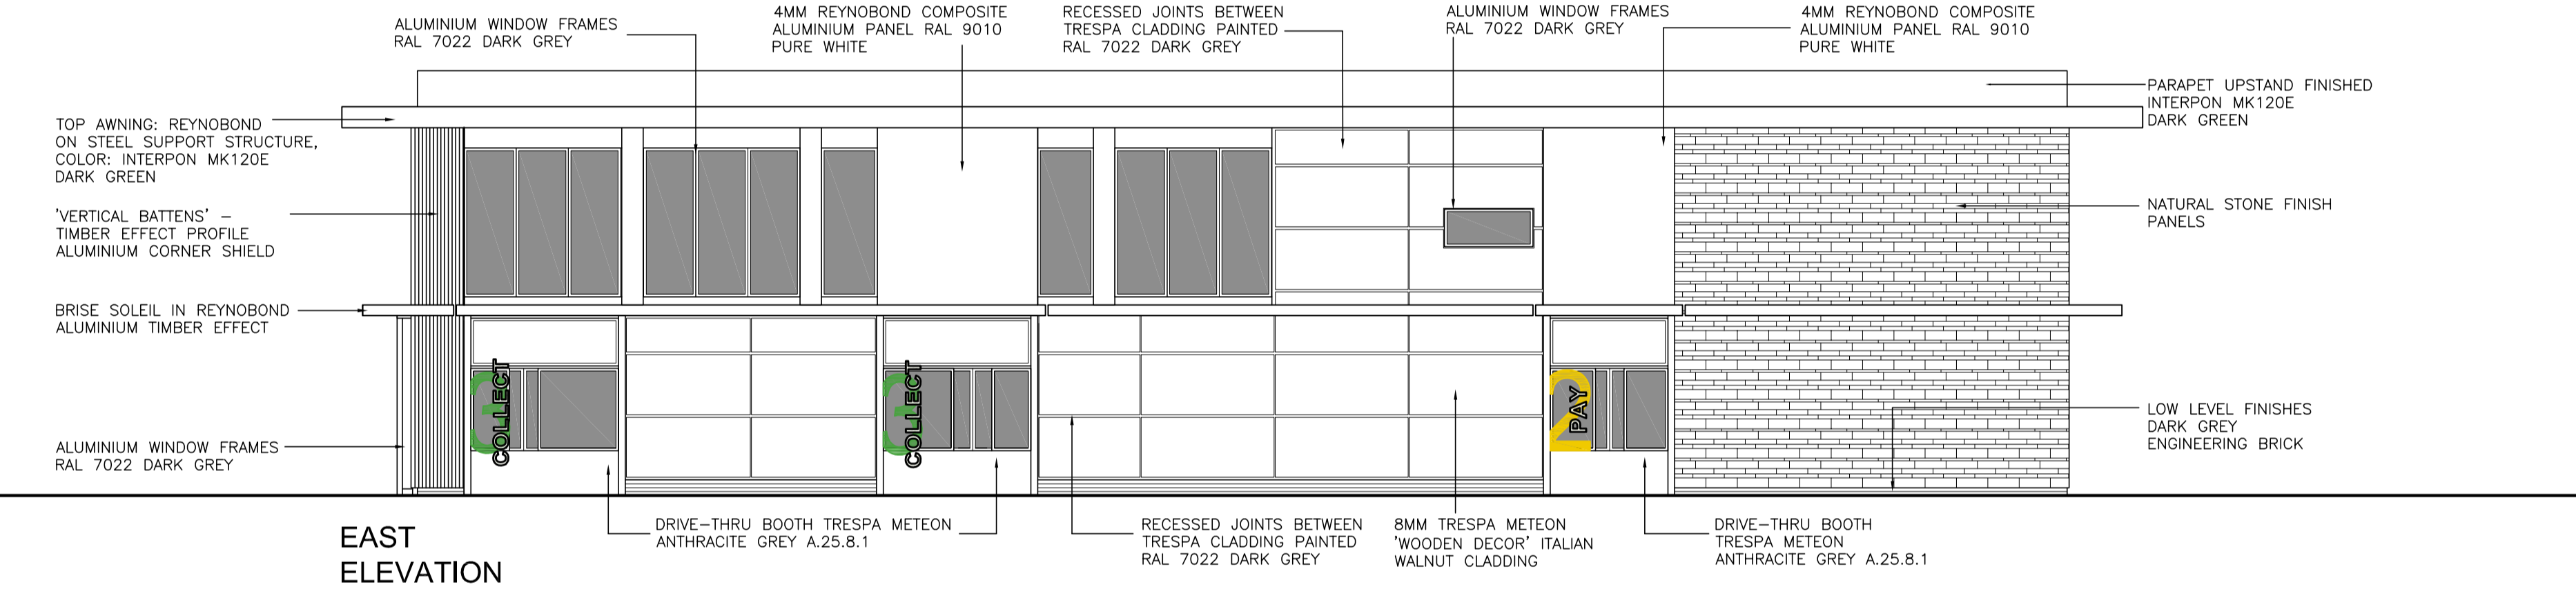 ALUMINIUM WINDOW FRAMES
RAL 7022 DARK GREY
4MM REYNOBOND COMPOSITE
ALUMINIUM PANEL RAL 9010
PURE WHITE
RECESSED JOINTS BETWEEN
TRESPA CLADDING PAINTED
RAL 7022 DARK GREY
ALUMINIUM WINDOW FRAMES
RAL 7022 DARK GREY
4MM REYNOBOND COMPOSITE
ALUMINIUM PANEL RAL 9010
PURE WHITE
TOP AWNING: REYNOBOND
ON STEEL SUPPORT STRUCTURE,
COLOR: INTERPON MK120E
DARK GREEN
'VERTICAL BATTENS' –
TIMBER EFFECT PROFILE
ALUMINIUM CORNER SHIELD
BRISE SOLEIL IN REYNOBOND
ALUMINIUM TIMBER EFFECT
ALUMINIUM WINDOW FRAMES
RAL 7022 DARK GREY
PARAPET UPSTAND FINISHED
INTERPON MK120E
DARK GREEN
NATURAL STONE FINISH
PANELS
LOW LEVEL FINISHES
DARK GREY
ENGINEERING BRICK
COLLECT
COLLECT
2
PAY
DRIVE–THRU BOOTH TRESPA METEON
ANTHRACITE GREY A.25.8.1
RECESSED JOINTS BETWEEN
TRESPA CLADDING PAINTED
RAL 7022 DARK GREY
8MM TRESPA METEON
'WOODEN DECOR' ITALIAN
WALNUT CLADDING
DRIVE–THRU BOOTH
TRESPA METEON
ANTHRACITE GREY A.25.8.1
EAST
ELEVATION